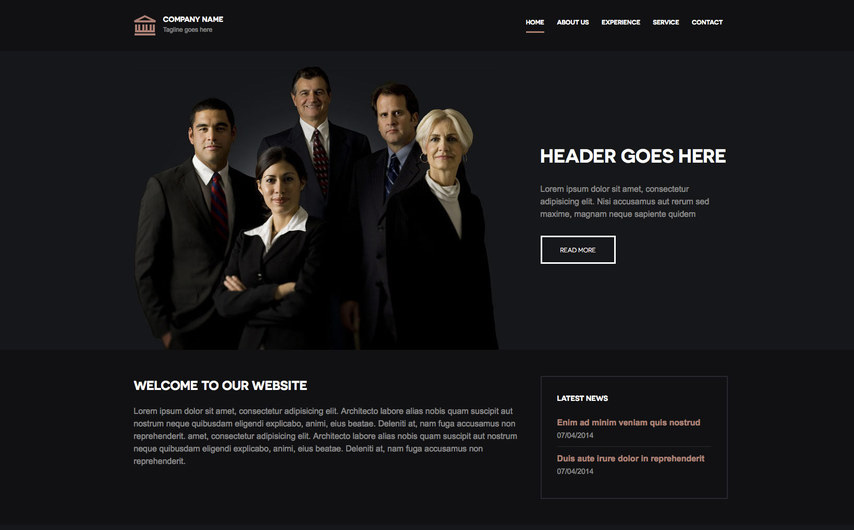 COMPANY NAME
Tagline goes here
HOME ABOUT US EXPERIENCE SERVICE CONTACT
HEADER GOES HERE
Lorem ipsum dolor sit amet, consectetur
adipisicing elit. Nisi accusamus aut rerum sed
maxime, magnam neque sapiente quidem
READ MORE
WELCOME TO OUR WEBSITE
Lorem ipsum dolor sit amet, consectetur adipisicing elit. Architecto labore alias nobis quam suscipit aut
nostrum neque quibusdam eligendi explicabo, animi, eius beatae. Deleniti at, nam fuga accusamus non
reprehenderit. amet, consectetur adipisicing elit. Architecto labore alias nobis quam suscipit aut nostrum
neque quibusdam eligendi explicabo, animi, eius beatae. Deleniti at, nam fuga accusamus non
reprehenderit.
LATEST NEWS
Enim ad minim veniam quis nostrud
07/04/2014
Duis aute irure dolor in reprehenderit
07/04/2014